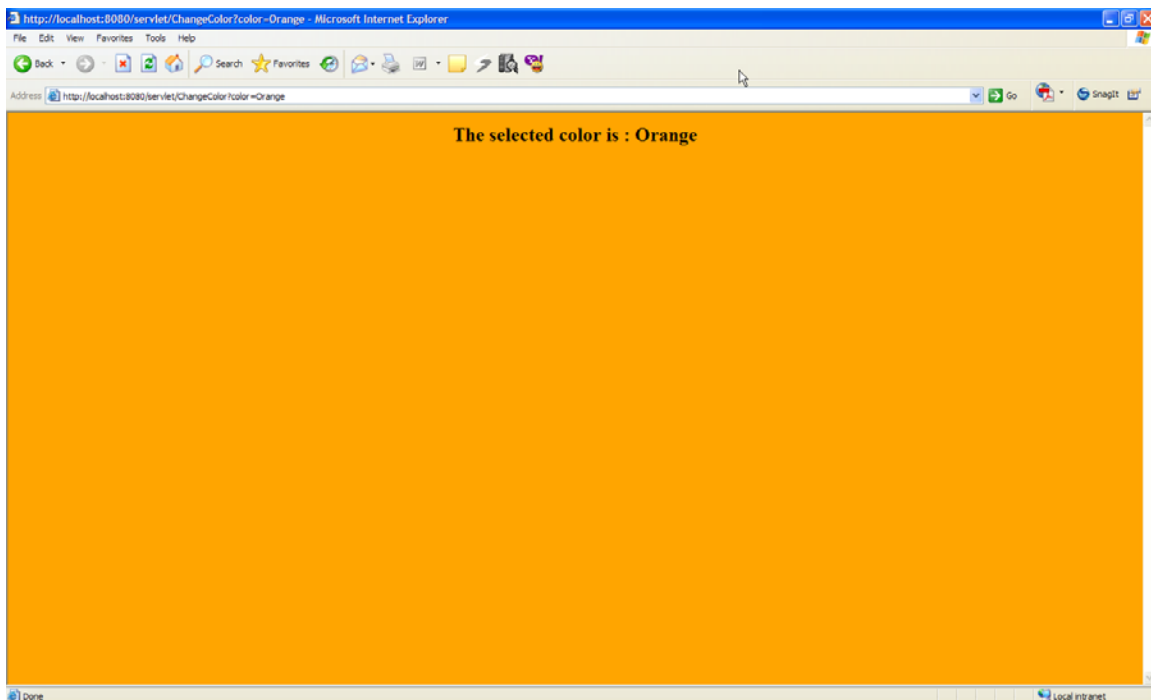 http://localhost:8080/servlet/ChangeColor?color=Orange - Microsoft Internet Explorer
File Edit View Favorites Tools Help
Back Search Favorites
Address http://localhost:8080/servlet/ChangeColor?color=Orange Go SnagIt
The selected color is : Orange
Done Local intranet